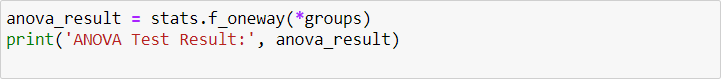 anova_result = stats.f_oneway(*groups)
print('ANOVA Test Result:', anova_result)